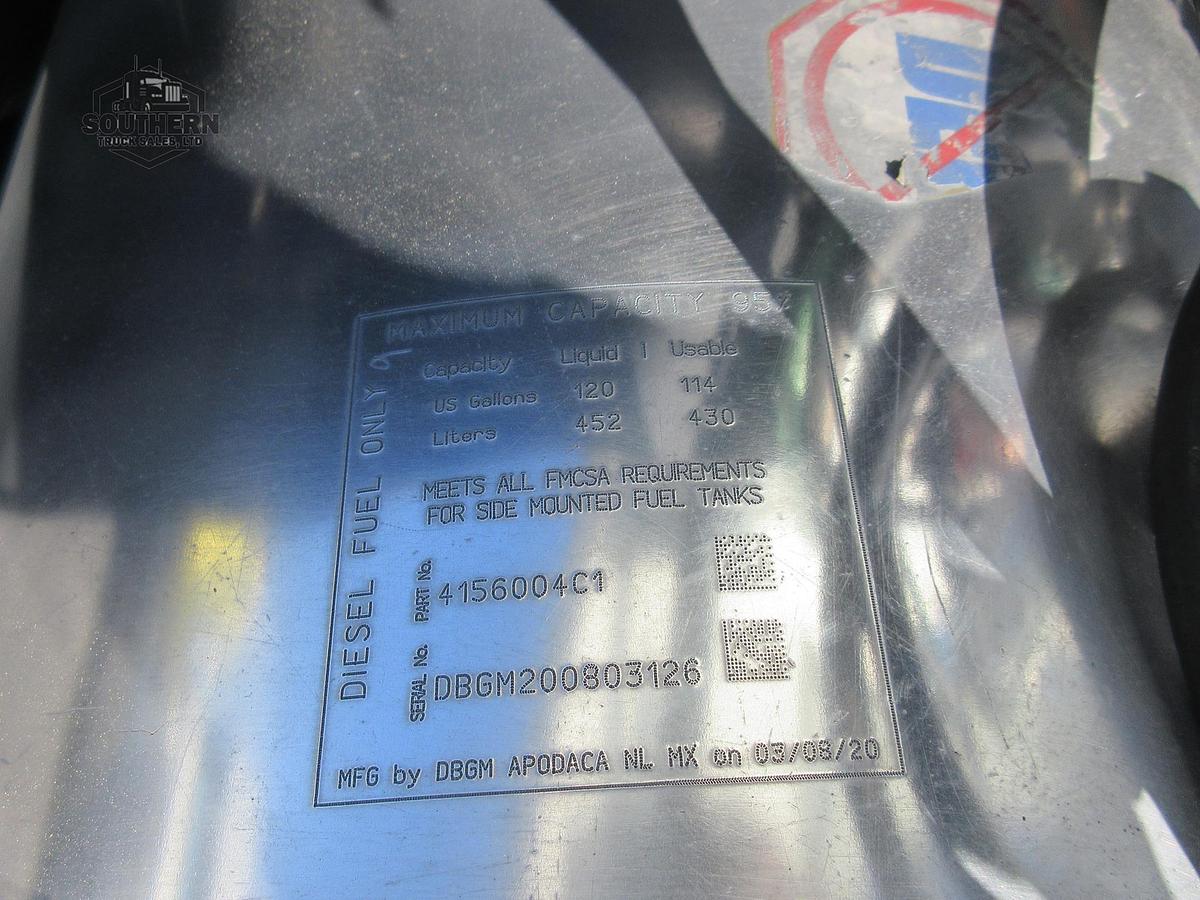 SOUTHERN
TRUCK SALES, LTD
MAXIMUM CAPACITY 95%
DIESEL FUEL ONLY
Capacity Liquid | Usable
US Gallons 120 114
Liters 452 430
MEETS ALL FMCSA REQUIREMENTS
FOR SIDE MOUNTED FUEL TANKS
PART No. 4156004C1
SERIAL No. DBGM200803126
MFG by DBGM APODACA NL MX on 03/08/20